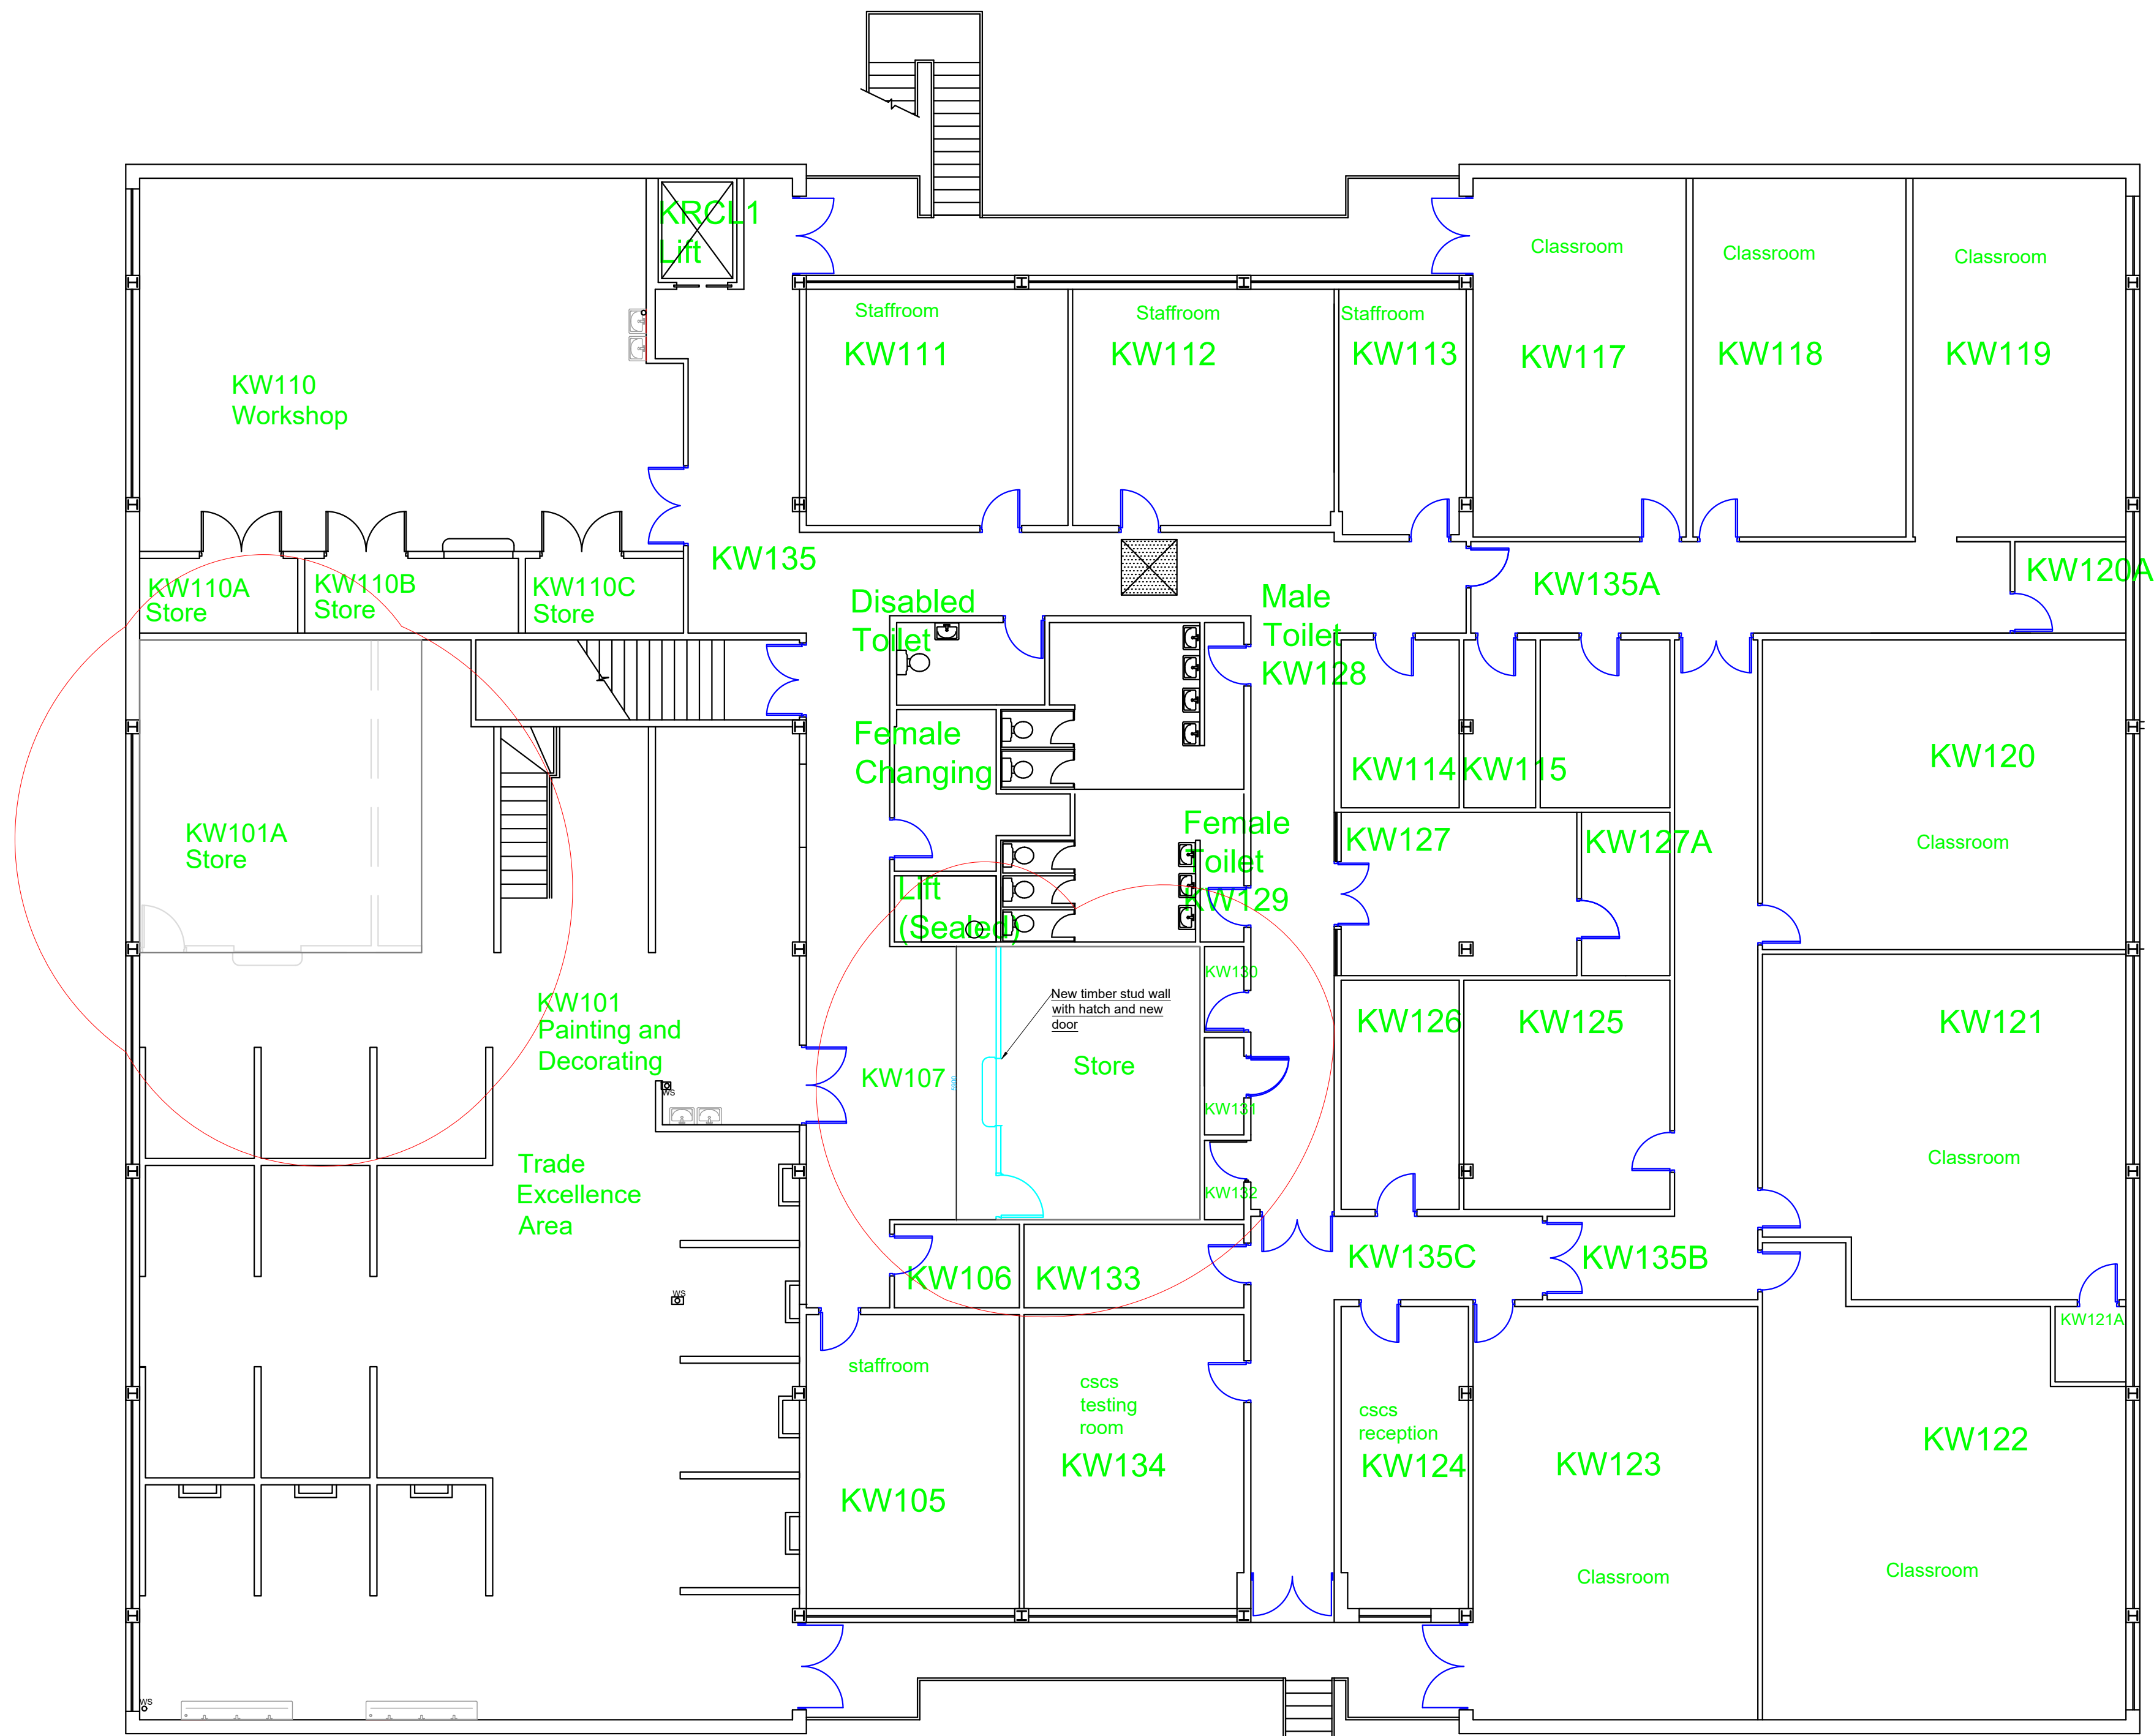 KRCL1
Lift
Classroom
Classroom
Classroom
Staffroom
Staffroom
Staffroom
KW111
KW112
KW113
KW117
KW118
KW119
KW110
Workshop
KW135
KW135A
KW120A
KW110A
Store
KW110B
Store
KW110C
Store
Disabled
Toilet
Male
Toilet
KW128
Female
Changing
KW114
KW115
KW120
Classroom
KW101A
Store
Female
Toilet
KW129
KW127
KW127A
Lift
(Sealed)
KW130
New timber stud wall
with hatch and new
door
KW101
Painting and
Decorating
KW126
KW125
KW121
Store
KW107
WS
KW131
Classroom
Trade
Excellence
Area
KW132
KW106
KW133
KW135C
KW135B
WS
KW121A
staffroom
cscs
testing
room
KW134
cscs
reception
KW124
KW123
KW122
KW105
Classroom
Classroom
WS